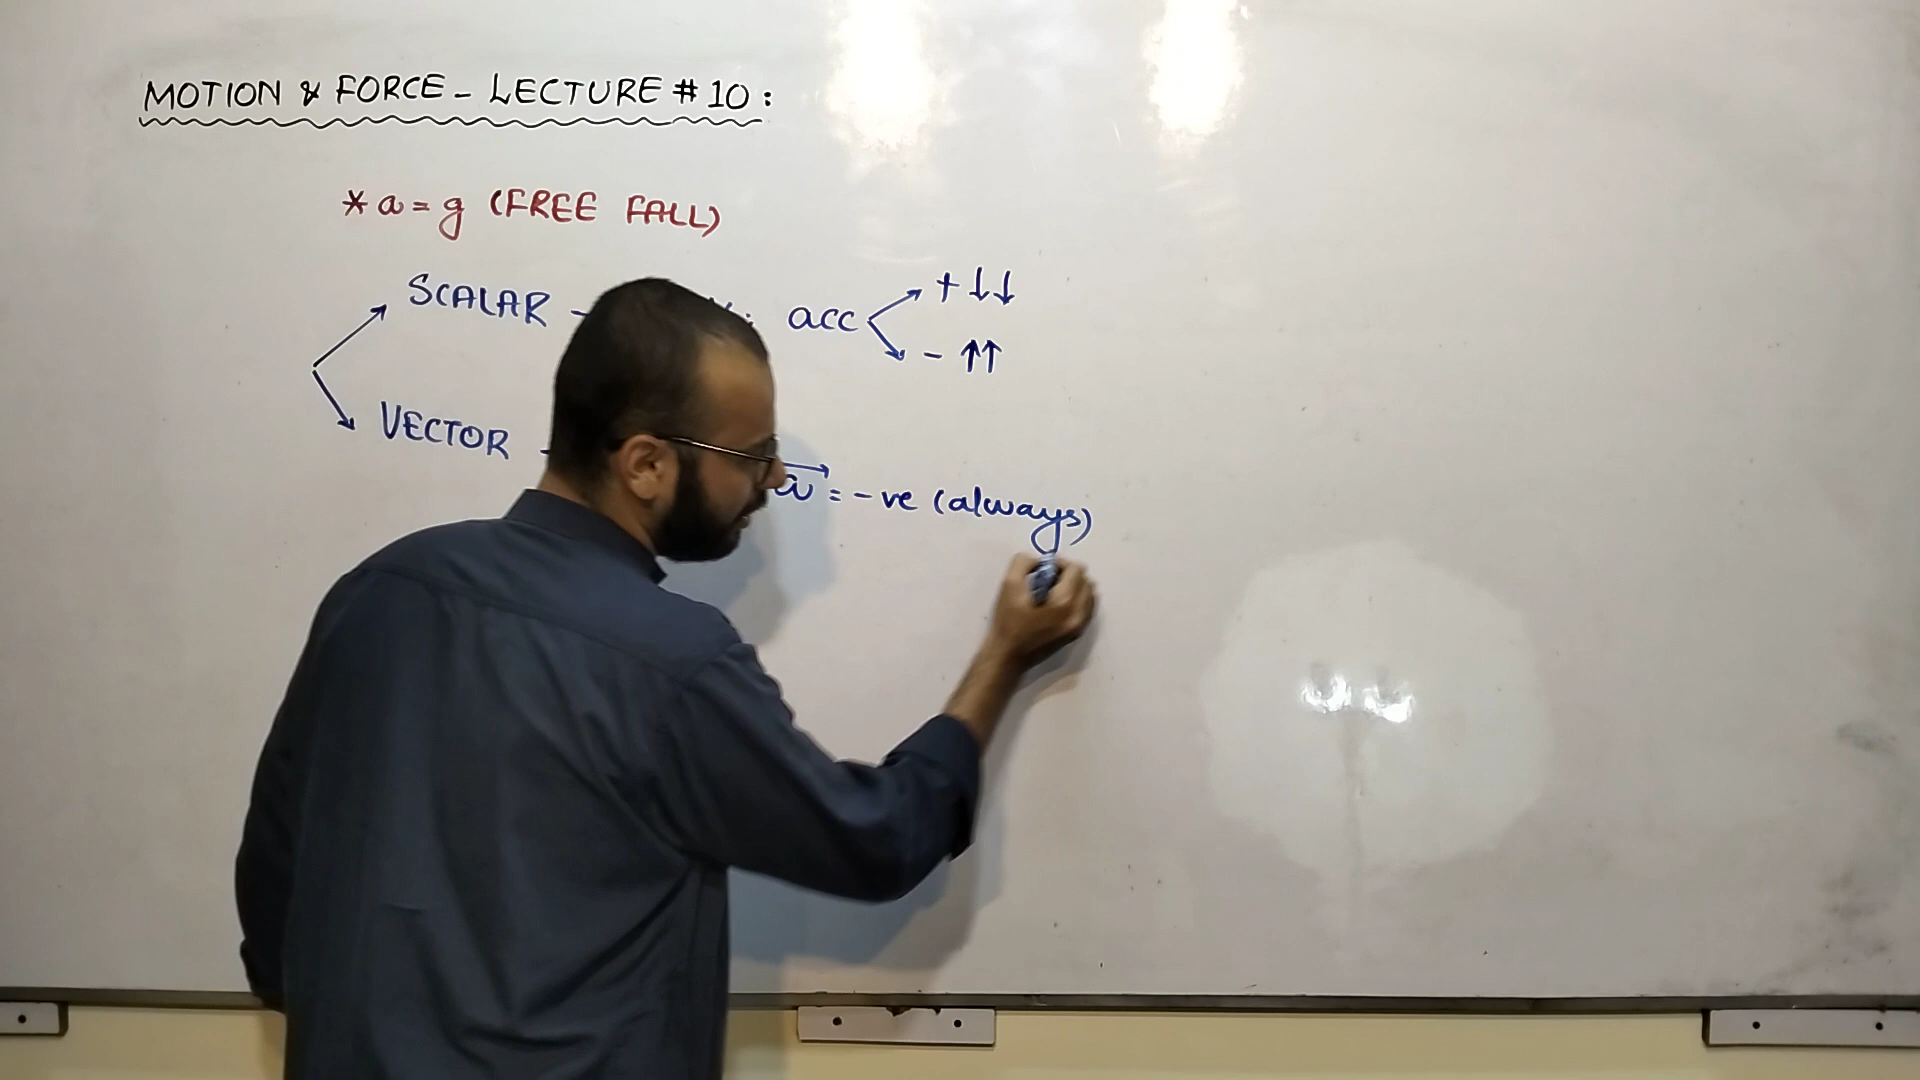 MOTION & FORCE - LECTURE # 10 :
* a = g (FREE FALL)
SCALAR - acc + ↓↓
- ↑↑
VECTOR - a = -ve (always)